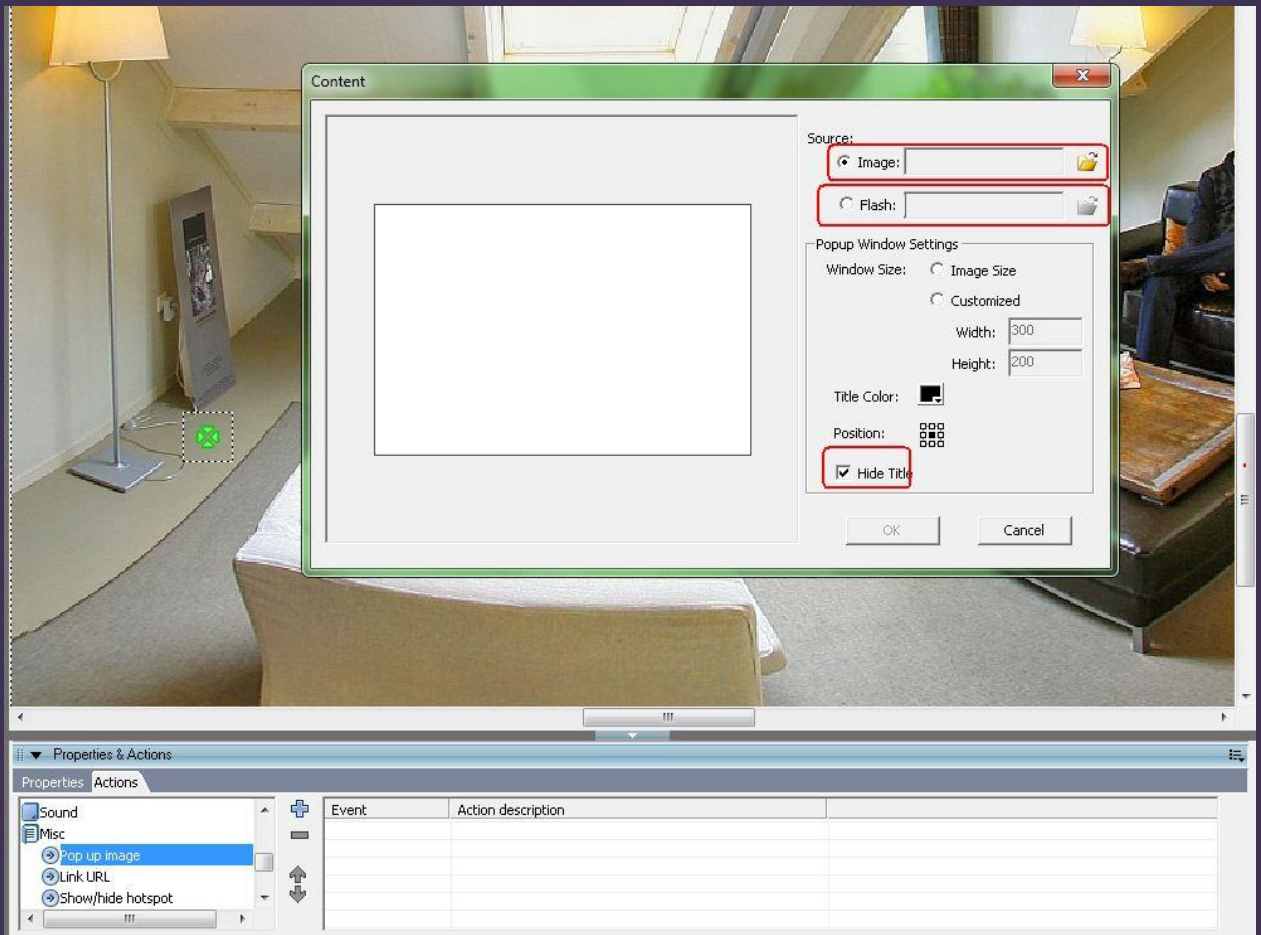 Content
Source:
Image:
Flash:
Popup Window Settings
Window Size:
Image Size
Customized
Width: 300
Height: 200
Title Color:
Position:
Hide Title
OK
Cancel
Properties & Actions
Properties Actions
Sound
Misc
Pop up image
Link URL
Show/hide hotspot
Event
Action description